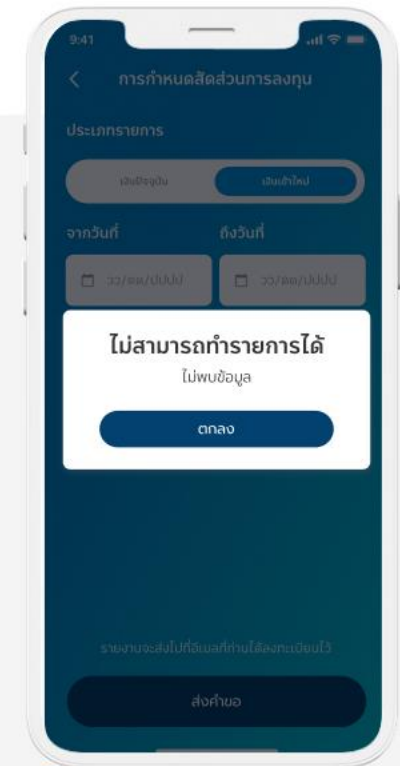 9:41
การกำหนดสัดส่วนการลงทุน
ประเภทรายการ
เงินปัจจุบัน
เงินเข้าใหม่
จากวันที่
ถึงวันที่
วว/ดด/ปปปป
วว/ดด/ปปปป
ไม่สามารถทำรายการได้
ไม่พบข้อมูล
ตกลง
รายงานจะส่งไปที่อีเมลที่ท่านได้ลงทะเบียนไว้
ส่งคำขอ